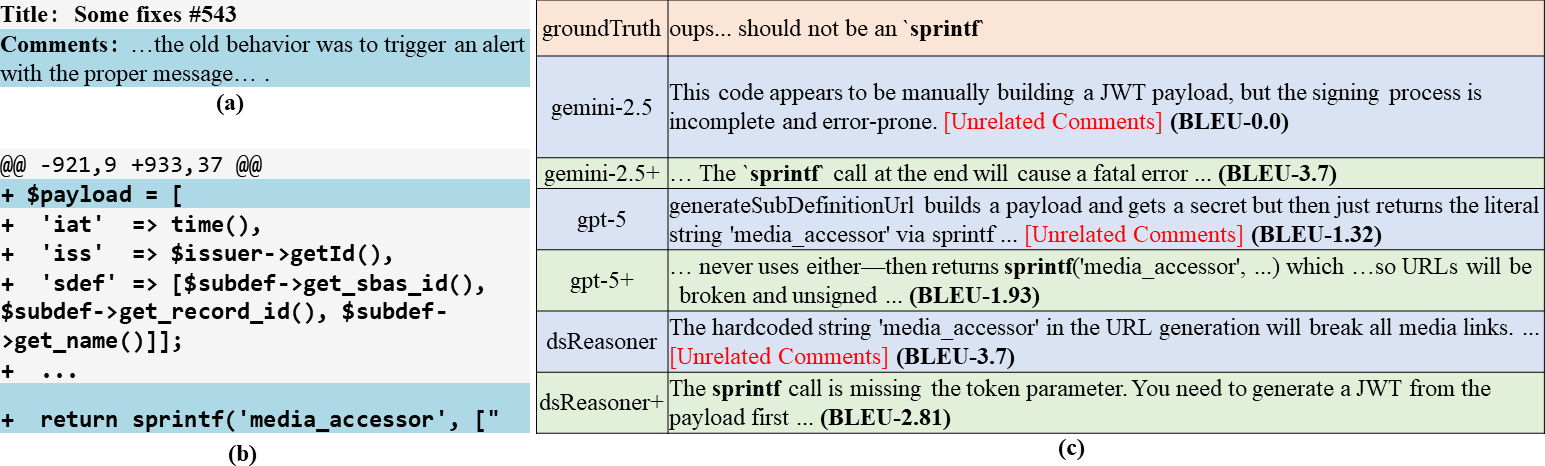 Title: Some fixes #543
Comments: …the old behavior was to trigger an alert
with the proper message… .
(a)
@@ -921,9 +933,37 @@
+ $payload = [
+  'iat'  => time(),
+  'iss'  => $issuer->getId(),
+  'sdef' => [$subdef->get_sbas_id(),
$subdef->get_record_id(), $subdef-
>get_name()]];
+  ...
+  return sprintf('media_accessor', ["
(b)
groundTruth oups... should not be an `sprintf`
gemini-2.5
This code appears to be manually building a JWT payload, but the signing process is
incomplete and error-prone. [Unrelated Comments] (BLEU-0.0)
gemini-2.5+ … The `sprintf` call at the end will cause a fatal error ... (BLEU-3.7)
gpt-5
generateSubDefinitionUrl builds a payload and gets a secret but then just returns the literal
string 'media_accessor' via sprintf ... [Unrelated Comments] (BLEU-1.32)
gpt-5+
… never uses either—then returns sprintf('media_accessor', ...) which …so URLs will be
broken and unsigned ... (BLEU-1.93)
dsReasoner
The hardcoded string 'media_accessor' in the URL generation will break all media links. ...
[Unrelated Comments] (BLEU-3.7)
dsReasoner+
The sprintf call is missing the token parameter. You need to generate a JWT from the
payload first ... (BLEU-2.81)
(c)